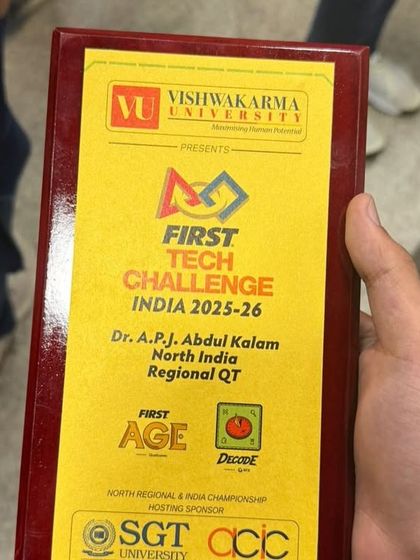 VU VISHWAKARMA
UNIVERSITY
Maximising Human Potential
PRESENTS
FIRST
TECH
CHALLENGE
INDIA 2025-26
Dr. A.P.J. Abdul Kalam
North India
Regional QT
FIRST
AGE
DECODE
NORTH REGIONAL & INDIA CHAMPIONSHIP
HOSTING SPONSOR
SGT
UNIVERSITY
acic